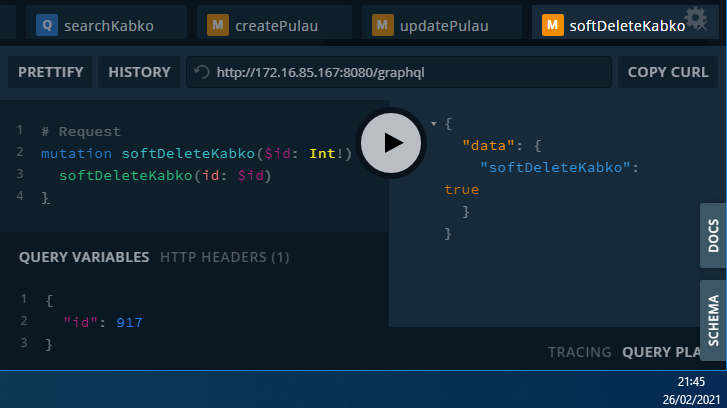 Q searchKabko
M createPulau
M updatePulau
M softDeleteKabko
PRETTIFY
HISTORY
http://172.16.85.167:8080/graphql
COPY CURL
1 # Request
2 mutation softDeleteKabko($id: Int!)
3 softDeleteKabko(id: $id)
4 }
{
"data": {
"softDeleteKabko":
true
}
}
DOCS
SCHEMA
QUERY VARIABLES
HTTP HEADERS (1)
1 {
2 "id": 917
3 }
TRACING
QUERY PLA
21:45
26/02/2021